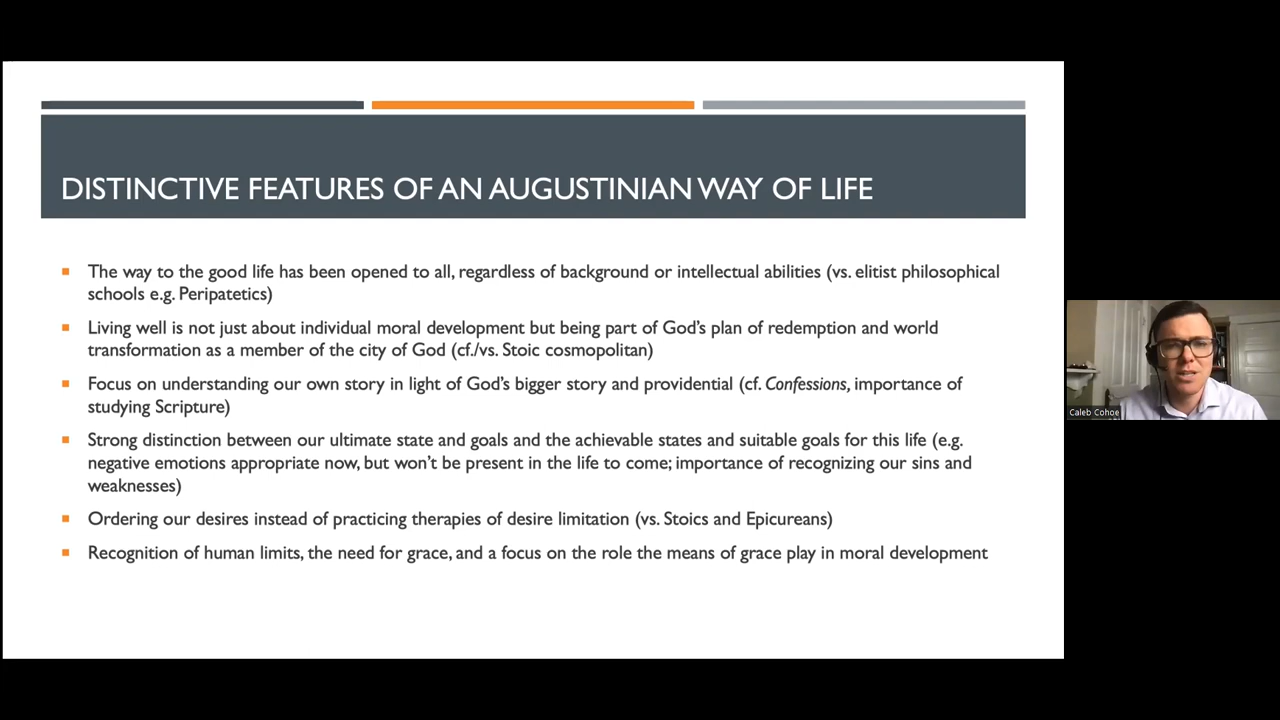 DISTINCTIVE FEATURES OF AN AUGUSTINIAN WAY OF LIFE
▪ The way to the good life has been opened to all, regardless of background or intellectual abilities (vs. elitist philosophical
schools e.g. Peripatetics)
▪ Living well is not just about individual moral development but being part of God’s plan of redemption and world
transformation as a member of the city of God (cf./vs. Stoic cosmopolitan)
▪ Focus on understanding our own story in light of God’s bigger story and providential (cf. Confessions, importance of
studying Scripture)
▪ Strong distinction between our ultimate state and goals and the achievable states and suitable goals for this life (e.g.
negative emotions appropriate now, but won’t be present in the life to come; importance of recognizing our sins and
weaknesses)
▪ Ordering our desires instead of practicing therapies of desire limitation (vs. Stoics and Epicureans)
▪ Recognition of human limits, the need for grace, and a focus on the role the means of grace play in moral development
Caleb Cohoe